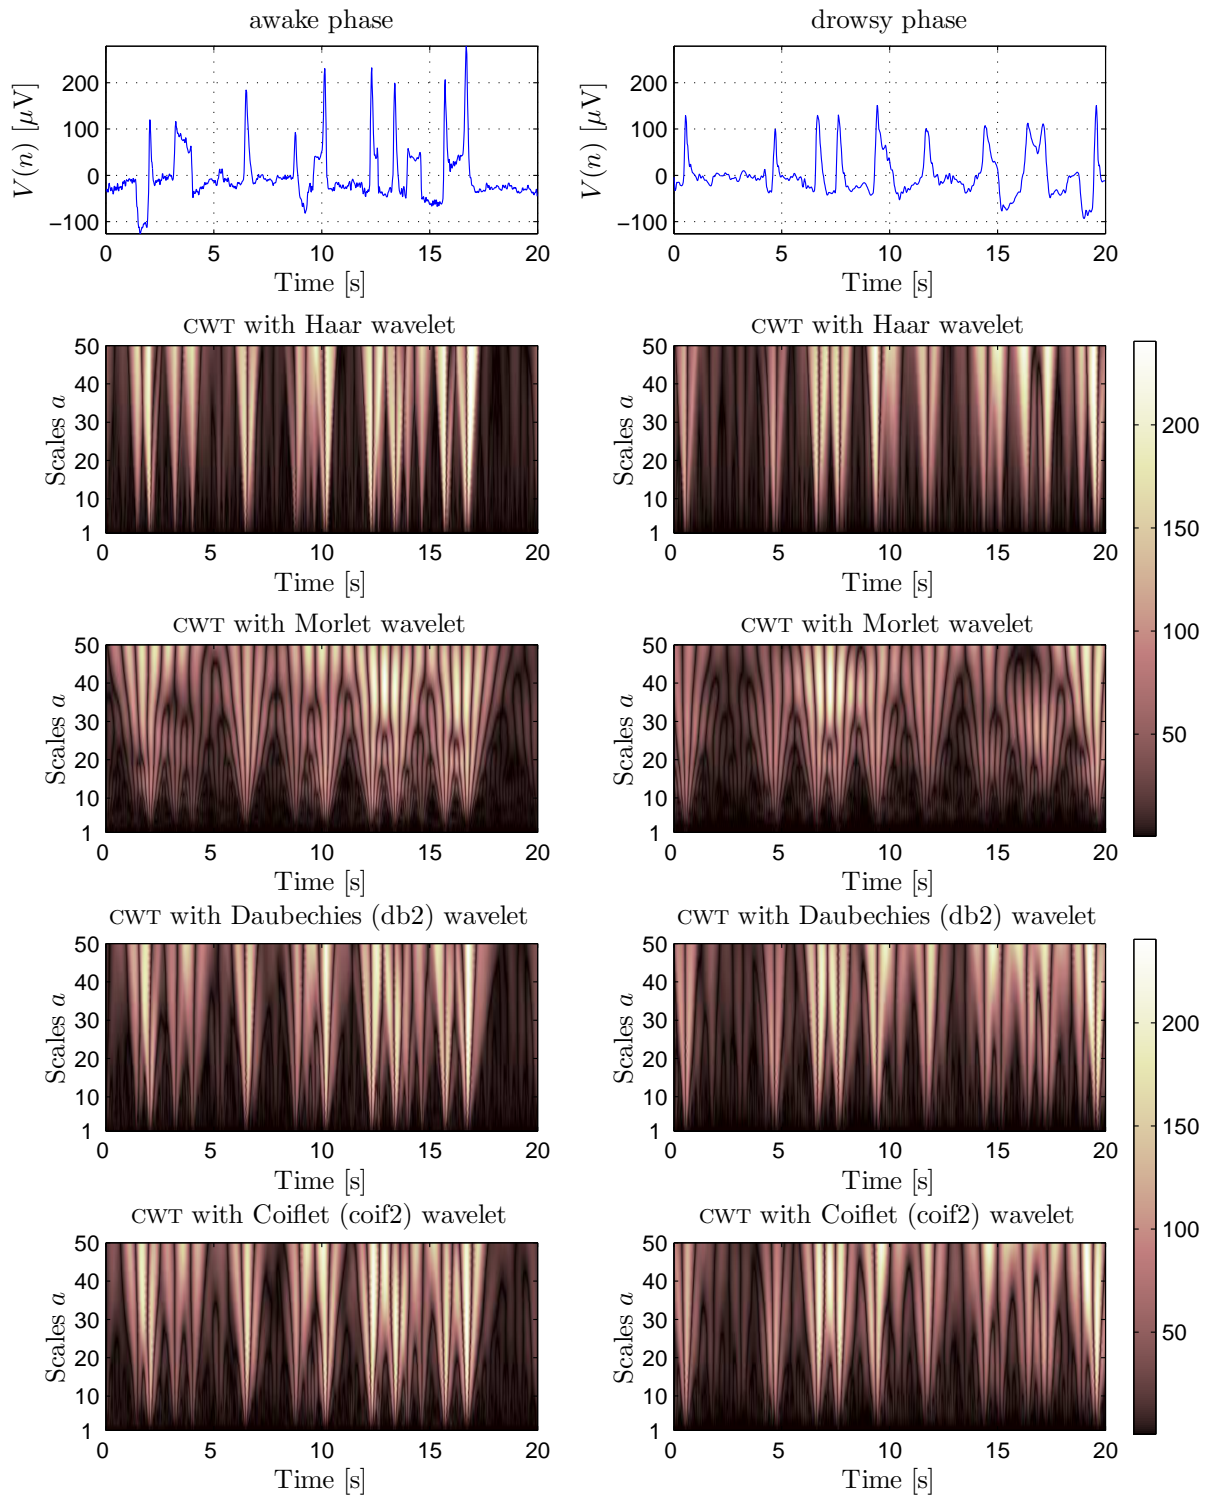 awake phase
drowsy phase
V(n) [μV]
200
100
0
−100
0 5 10 15 20
Time [s]
V(n) [μV]
200
100
0
−100
0 5 10 15 20
Time [s]
CWT with Haar wavelet
CWT with Haar wavelet
Scales a
50
40
30
20
10
1
0 5 10 15 20
Time [s]
Scales a
50
40
30
20
10
1
0 5 10 15 20
Time [s]
CWT with Morlet wavelet
CWT with Morlet wavelet
Scales a
50
40
30
20
10
1
0 5 10 15 20
Time [s]
Scales a
50
40
30
20
10
1
0 5 10 15 20
Time [s]
200
150
100
50
CWT with Daubechies (db2) wavelet
CWT with Daubechies (db2) wavelet
Scales a
50
40
30
20
10
1
0 5 10 15 20
Time [s]
Scales a
50
40
30
20
10
1
0 5 10 15 20
Time [s]
CWT with Coiflet (coif2) wavelet
CWT with Coiflet (coif2) wavelet
Scales a
50
40
30
20
10
1
0 5 10 15 20
Time [s]
Scales a
50
40
30
20
10
1
0 5 10 15 20
Time [s]
200
150
100
50